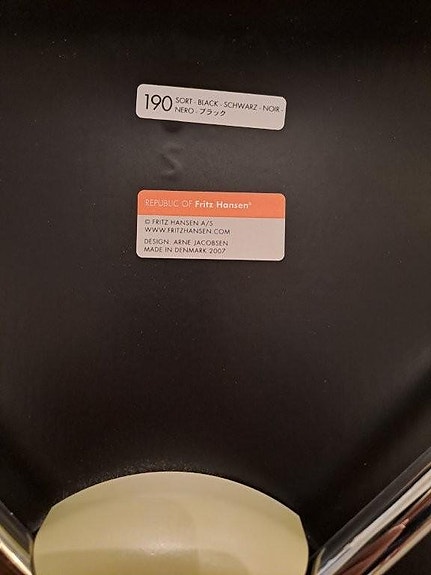 190 SORT - BLACK - SCHWARZ - NOIR
NERO - ブラック
REPUBLIC OF Fritz Hansen®
© FRITZ HANSEN A/S
WWW.FRITZHANSEN.COM
DESIGN: ARNE JACOBSEN
MADE IN DENMARK 2007